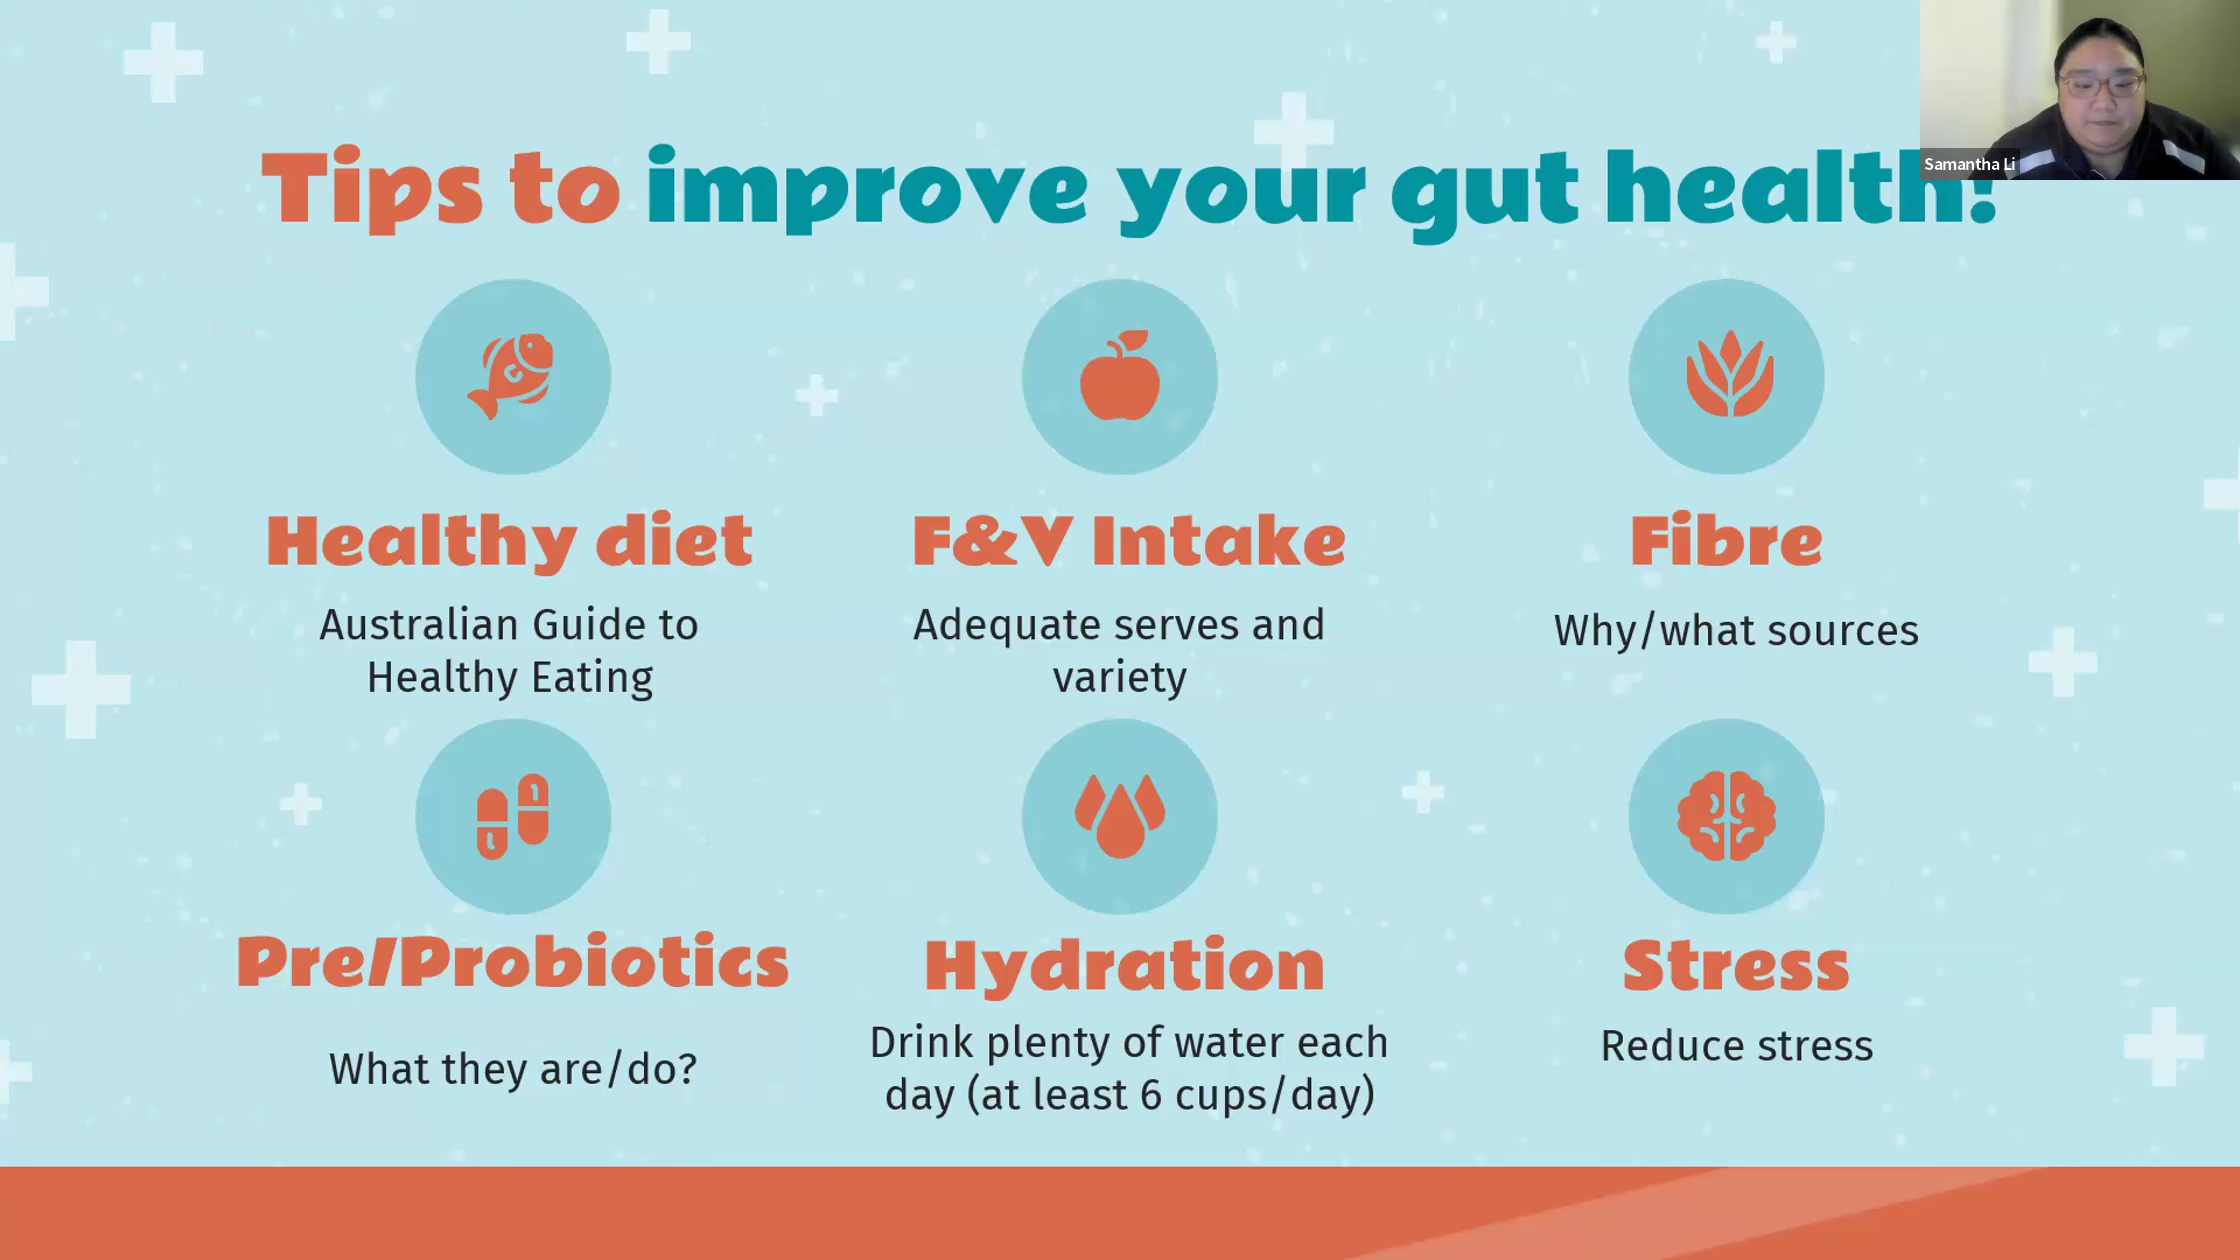 Samantha Li
Tips to improve your gut health!
Healthy diet
Australian Guide to
Healthy Eating
F&V Intake
Adequate serves and
variety
Fibre
Why/what sources
Pre/Probiotics
What they are/do?
Hydration
Drink plenty of water each
day (at least 6 cups/day)
Stress
Reduce stress